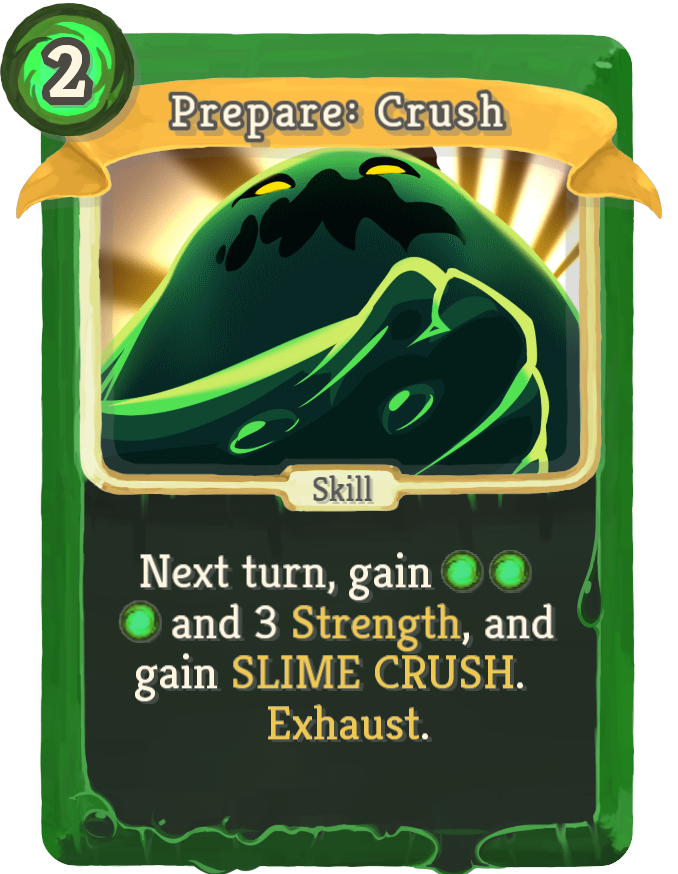 2
Prepare: Crush
Skill
Next turn, gain
and 3 Strength, and
gain SLIME CRUSH.
Exhaust.